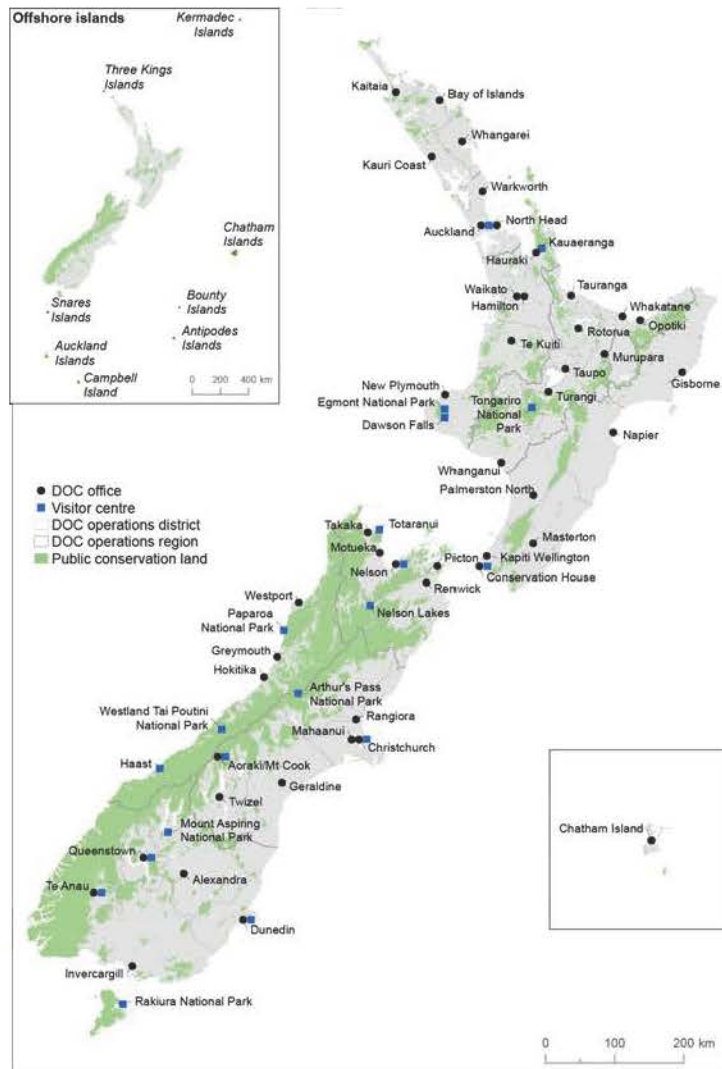 Offshore islands
Kermadec
Islands
Three Kings
Islands
Chatham
Islands
Bounty
Islands
Snares
Islands
Antipodes
Islands
Auckland
Islands
Campbell
Island
0 200 400 km
Kaitaia
Bay of Islands
Whangarei
Kauri Coast
Warkworth
Auckland
North Head
Kauaeranga
Hauraki
Waikato
Hamilton
Tauranga
Whakatane
Opotiki
Rotorua
Te Kuiti
Murupara
Taupo
Gisborne
New Plymouth
Egmont National Park
Dawson Falls
Tongariro
National
Park
Turangi
Napier
Whanganui
Palmerston North
DOC office
Visitor centre
DOC operations district
DOC operations region
Public conservation land
Takaka
Totaranui
Motueka
Masterton
Nelson
Picton
Kapiti Wellington
Conservation House
Renwick
Westport
Nelson Lakes
Paparoa
National Park
Greymouth
Hokitika
Arthur's Pass
National Park
Rangiora
Westland Tai Poutini
National Park
Mahaanui
Christchurch
Haast
Aoraki/Mt Cook
Geraldine
Twizel
Mount Aspiring
National Park
Chatham Island
Queenstown
Te Anau
Alexandra
Dunedin
Invercargill
Rakiura National Park
0 100 200 km